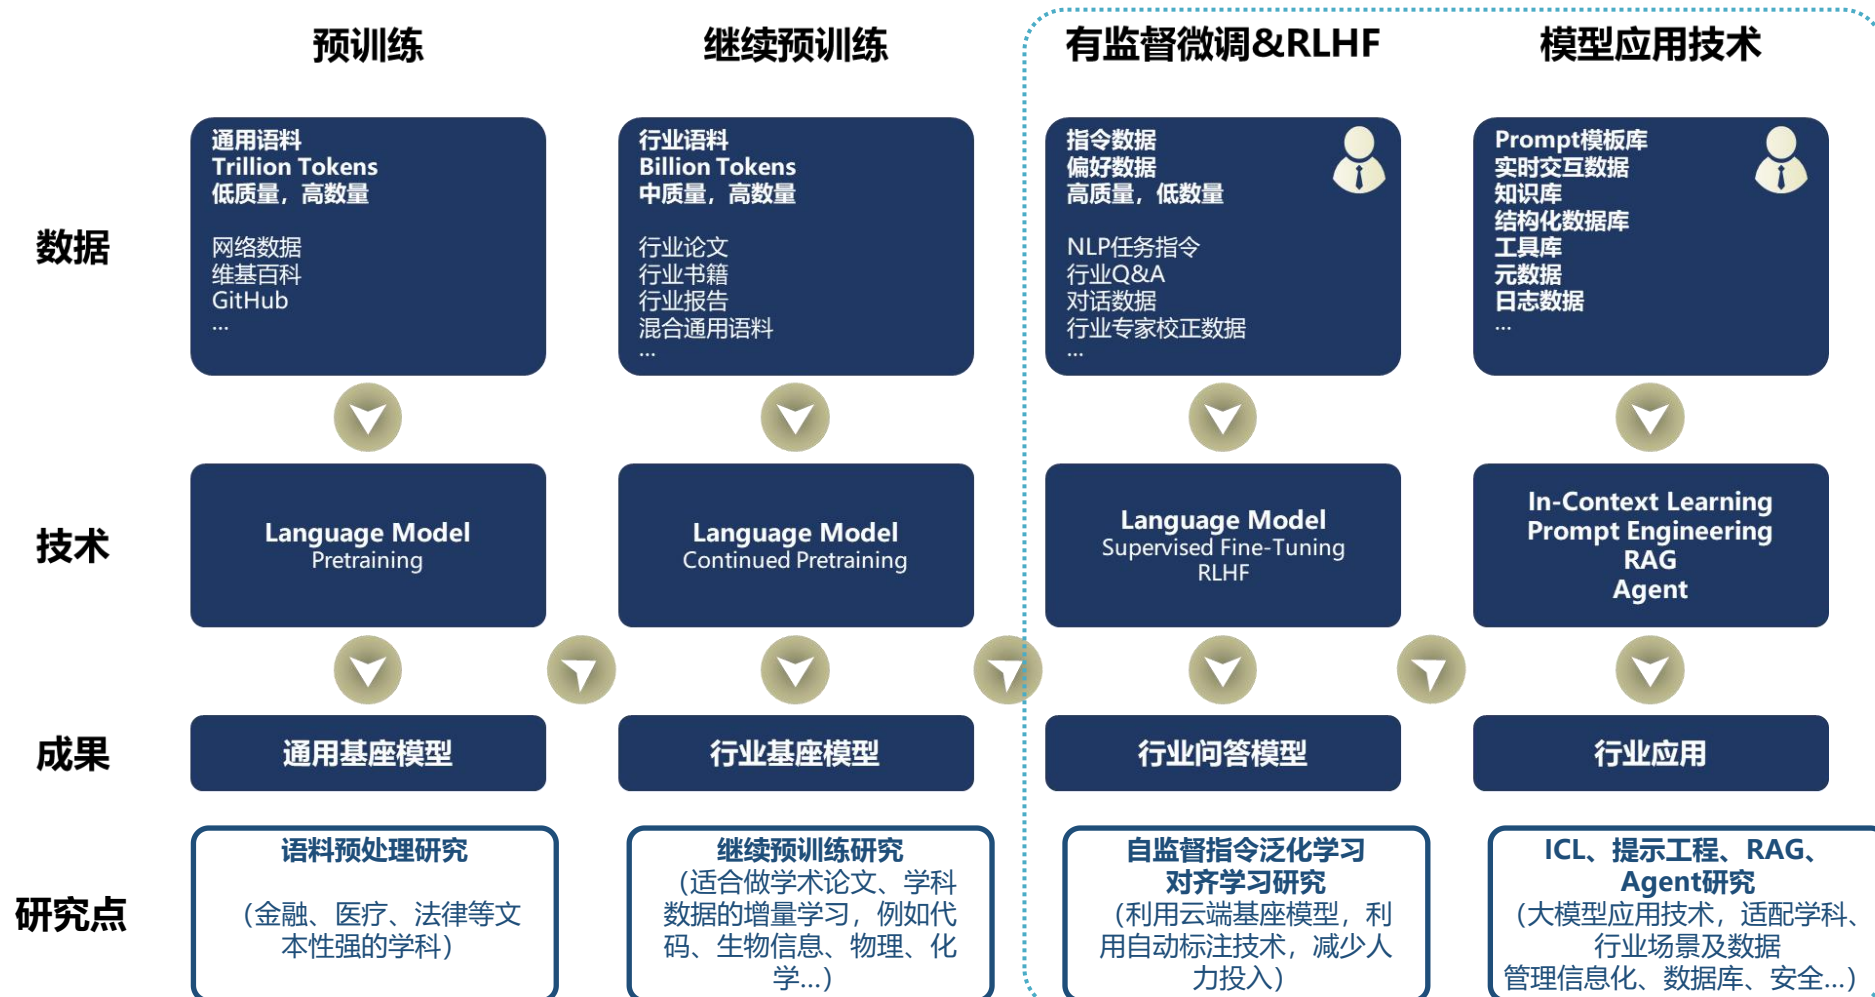 预训练
继续预训练
有监督微调&RLHF
模型应用技术
数据
通用语料
Trillion Tokens
低质量，高数量
网络数据
维基百科
GitHub
...
行业语料
Billion Tokens
中质量，高数量
行业论文
行业书籍
行业报告
混合通用语料
...
指令数据
偏好数据
高质量，低数量
NLP任务指令
行业Q&A
对话数据
行业专家校正数据
...
Prompt模板库
实时交互数据
知识库
结构化数据库
工具库
元数据
日志数据
...
技术
Language Model
Pretraining
Language Model
Continued Pretraining
Language Model
Supervised Fine-Tuning
RLHF
In-Context Learning
Prompt Engineering
RAG
Agent
成果
通用基座模型
行业基座模型
行业问答模型
行业应用
研究点
语料预处理研究
（金融、医疗、法律等文
本性强的学科）
继续预训练研究
（适合做学术论文、学科
数据的增量学习，例如代
码、生物信息、物理、化
学...）
自监督指令泛化学习
对齐学习研究
（利用云端基座模型，利
用自动标注技术，减少人
力投入）
ICL、提示工程、RAG、
Agent研究
（大模型应用技术，适配学科、
行业场景及数据
管理信息化、数据库、安全...）